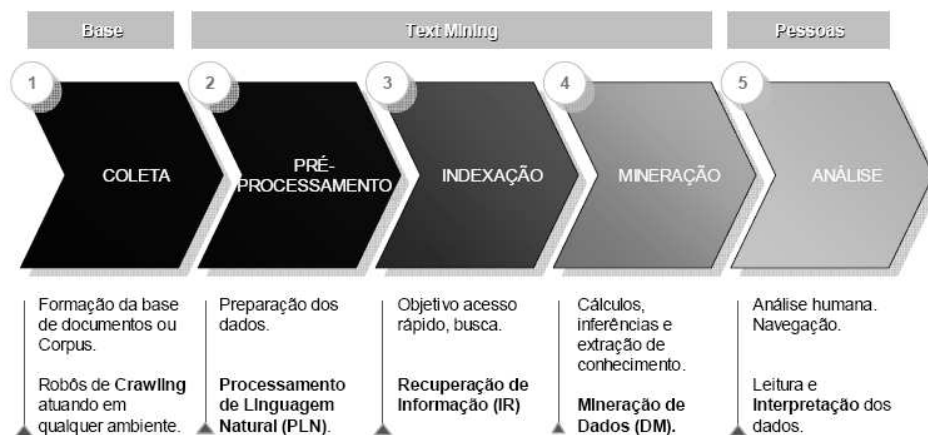 Base
Text Mining
Pessoas
1
2
3
4
5
COLETA
PRÉ-
PROCESSAMENTO
INDEXAÇÃO
MINERAÇÃO
ANÁLISE
Formação da base
de documentos ou
Corpus.
Robôs de Crawling
atuando em
qualquer ambiente.
Preparação dos
dados.
Processamento
de Linguagem
Natural (PLN).
Objetivo acesso
rápido, busca.
Recuperação de
Informação (IR)
Cálculos,
inferências e
extração de
conhecimento.
Mineração de
Dados (DM).
Análise humana.
Navegação.
Leitura e
Interpretação dos
dados.